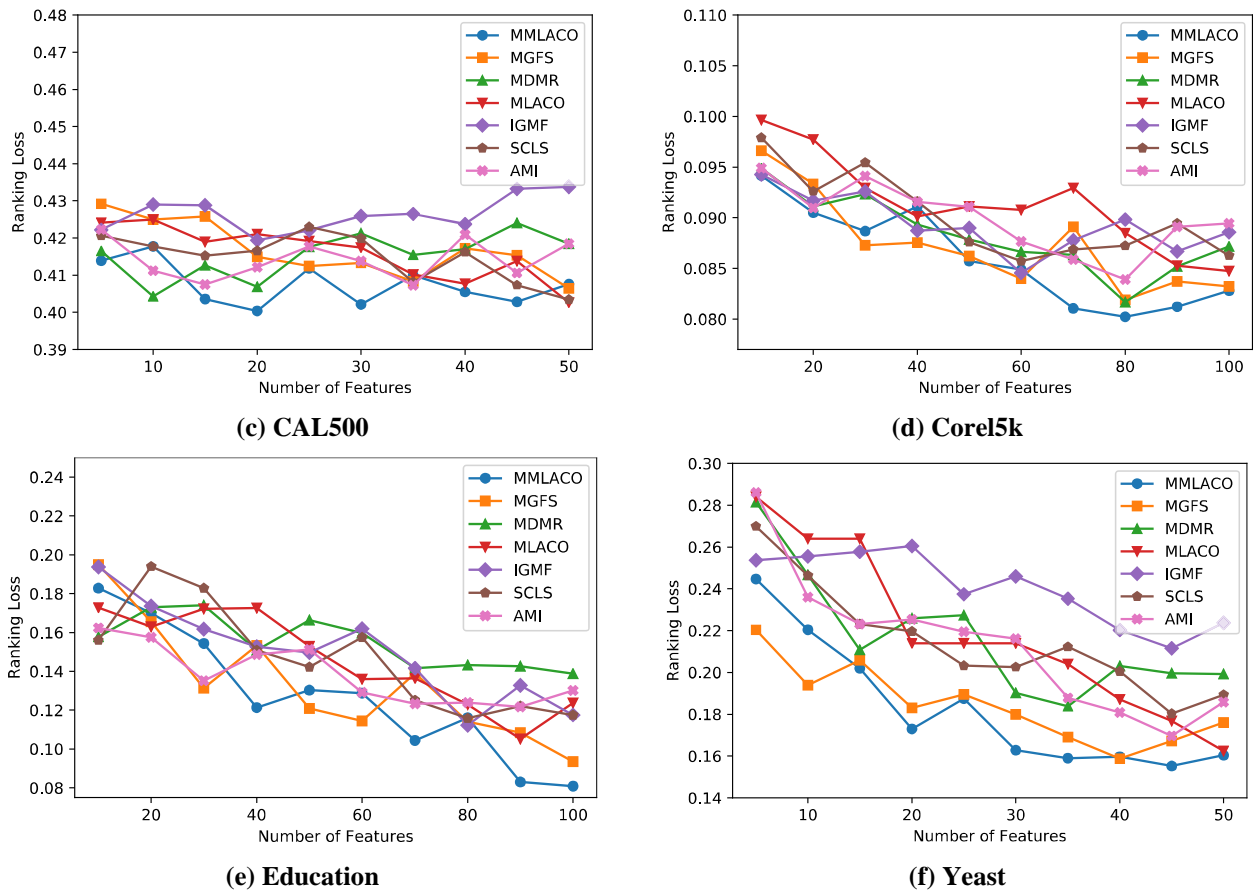 0.48
0.47
0.46
0.45
0.44
0.43
0.42
0.41
0.40
0.39
Ranking Loss
10
20
30
40
50
Number of Features
MMLACO
MGFS
MDMR
MLACO
IGMF
SCLS
AMI
(c) CAL500
0.110
0.105
0.100
0.095
0.090
0.085
0.080
Ranking Loss
20
40
60
80
100
Number of Features
MMLACO
MGFS
MDMR
MLACO
IGMF
SCLS
AMI
(d) Corel5k
0.24
0.22
0.20
0.18
0.16
0.14
0.12
0.10
0.08
Ranking Loss
20
40
60
80
100
Number of Features
MMLACO
MGFS
MDMR
MLACO
IGMF
SCLS
AMI
(e) Education
0.30
0.28
0.26
0.24
0.22
0.20
0.18
0.16
0.14
Ranking Loss
10
20
30
40
50
Number of Features
MMLACO
MGFS
MDMR
MLACO
IGMF
SCLS
AMI
(f) Yeast